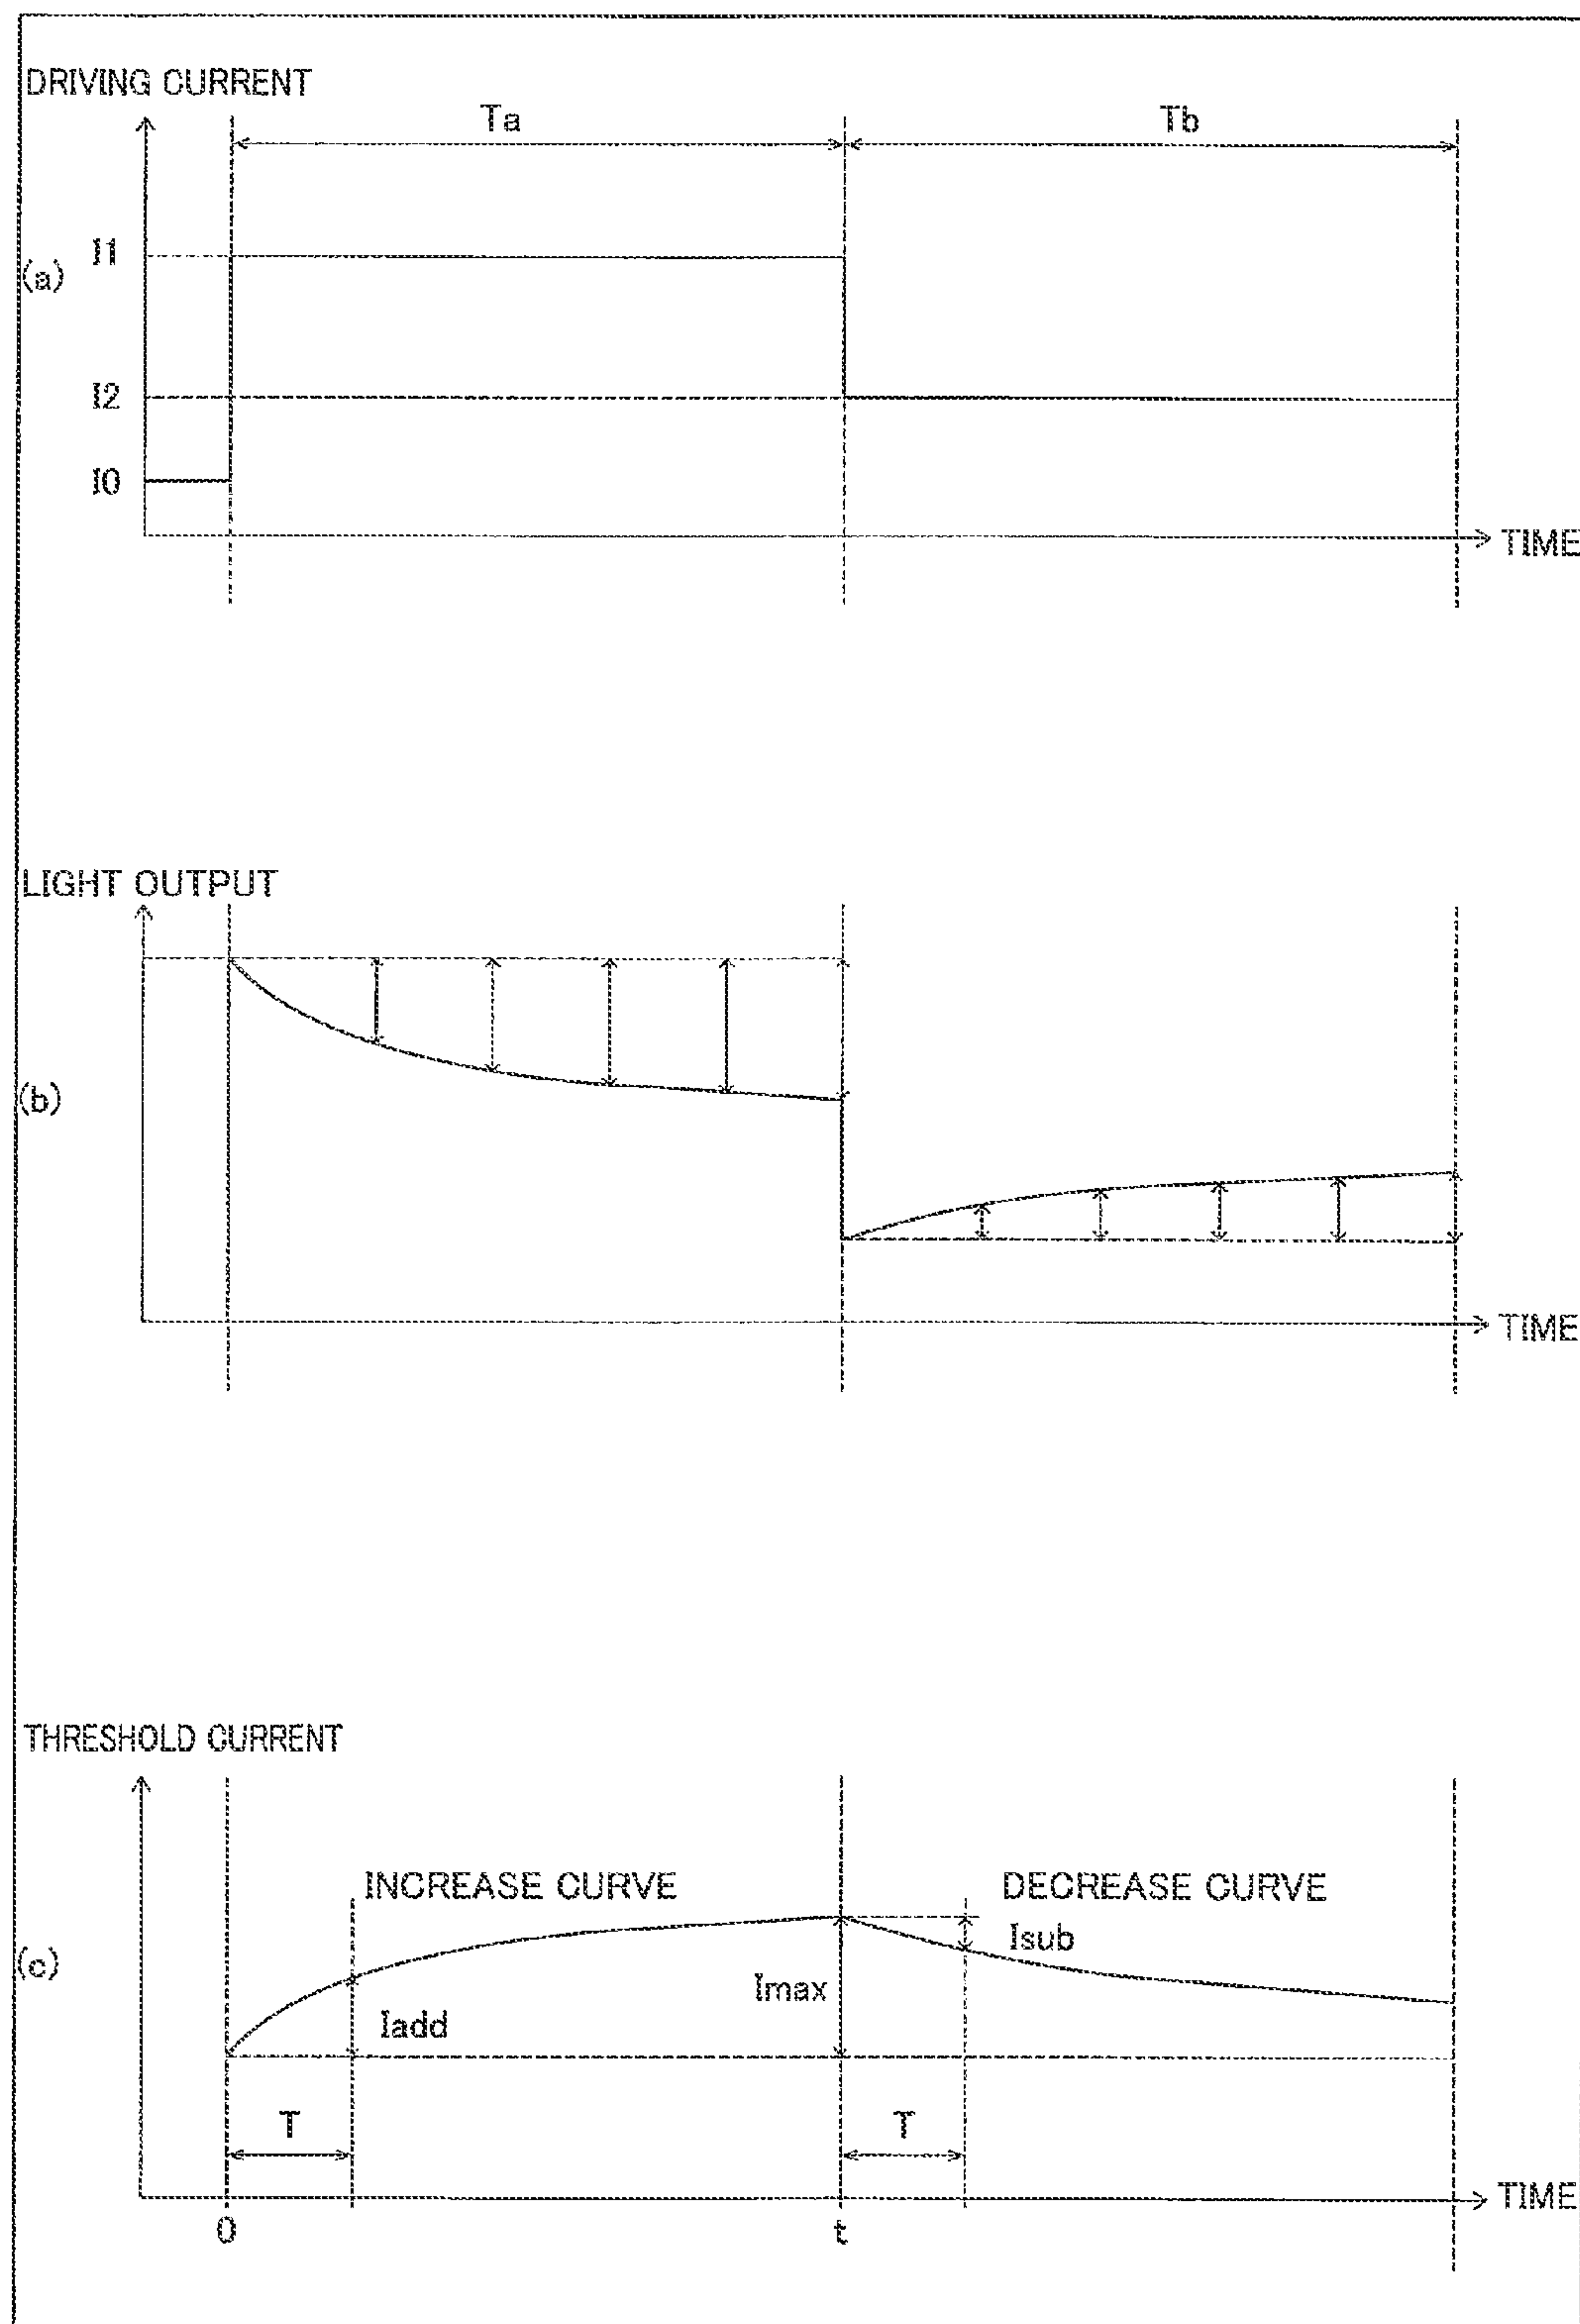 DRIVING CURRENT
Ta
Tb
I1
(a)
I2
I0
TIME
LIGHT OUTPUT
(b)
TIME
THRESHOLD CURRENT
INCREASE CURVE
DECREASE CURVE
Isub
(c)
Imax
Iadd
T
T
TIME
0
t